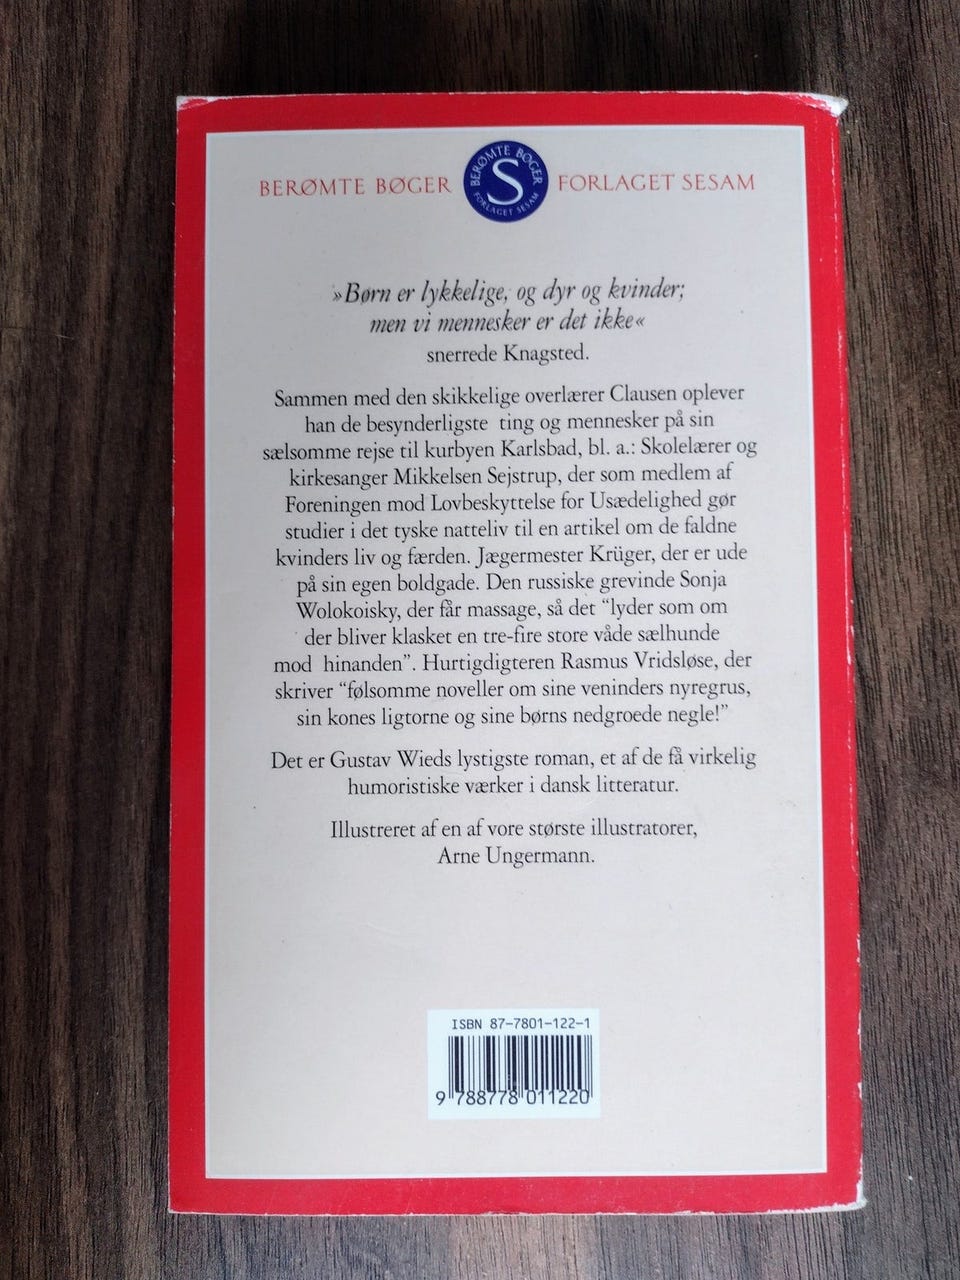 BERØMTE BØGER
BERØMTE BØGER
S
FORLAGET SESAM
FORLAGET SESAM
»Børn er lykkelige, og dyr og kvinder;
men vi mennesker er det ikke«
snerrede Knagsted.
Sammen med den skikkelige overlærer Clausen oplever
han de besynderligste ting og mennesker på sin
sælsomme rejse til kurbyen Karlsbad, bl. a.: Skolelærer og
kirkesanger Mikkelsen Sejstrup, der som medlem af
Foreningen mod Lovbeskyttelse for Usædelighed gør
studier i det tyske natteliv til en artikel om de faldne
kvinders liv og færden. Jægermester Krüger, der er ude
på sin egen boldgade. Den russiske grevinde Sonja
Wolokoisky, der får massage, så det “lyder som om
der bliver klasket en tre-fire store våde sælhunde
mod hinanden”. Hurtigdigteren Rasmus Vridsløse, der
skriver “følsomme noveller om sine veninders nyregrus,
sin kones ligtorne og sine børns nedgroede negle!”
Det er Gustav Wieds lystigste roman, et af de få virkelig
humoristiske værker i dansk litteratur.
Illustreret af en af vore største illustratorer,
Arne Ungermann.
ISBN 87-7801-122-1
9 788778 011220